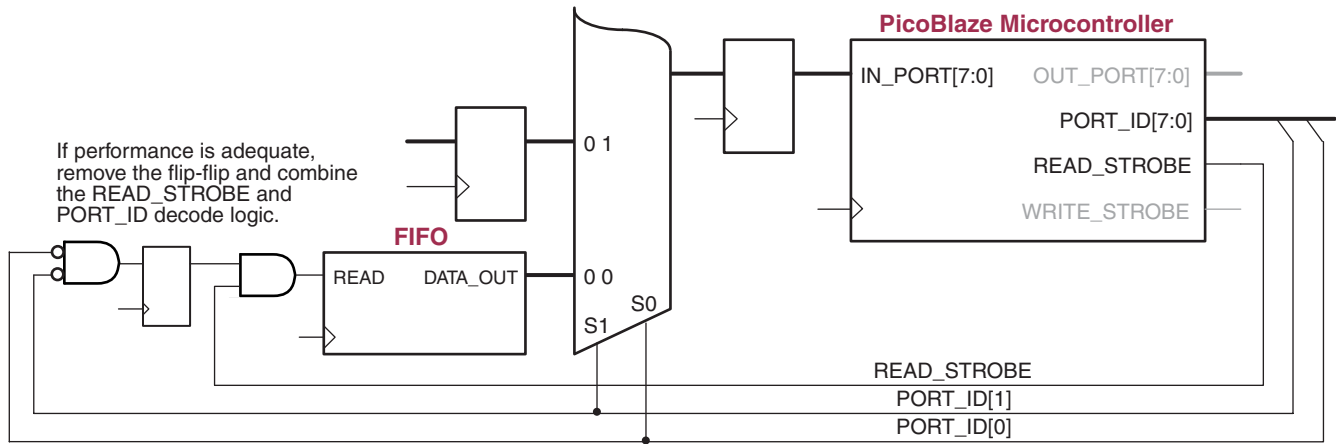 PicoBlaze Microcontroller
IN_PORT[7:0]
OUT_PORT[7:0]
PORT_ID[7:0]
READ_STROBE
WRITE_STROBE
0 1
If performance is adequate,
remove the flip-flip and combine
the READ_STROBE and
PORT_ID decode logic.
FIFO
READ
DATA_OUT
0 0
S0
S1
READ_STROBE
PORT_ID[1]
PORT_ID[0]